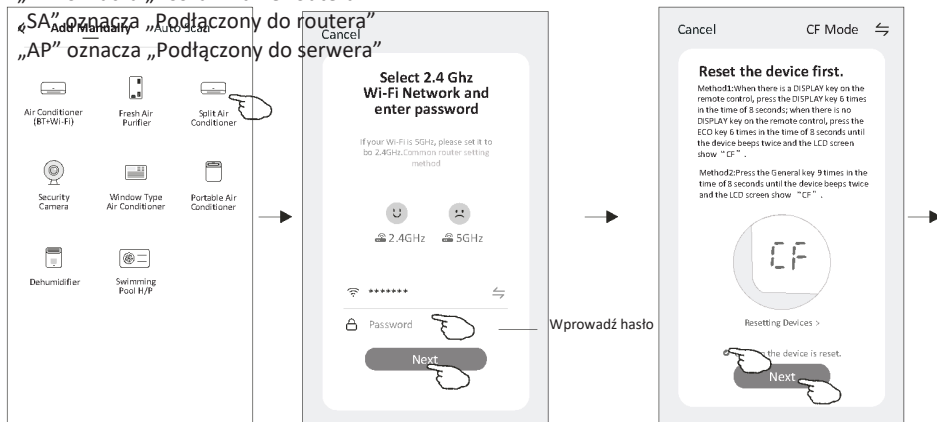 „SA” oznacza „Podłączony do routera”
„AP” oznacza „Podłączony do serwera”
Add Manually Auto Scan
Air Conditioner
(BT+Wi-Fi)
Fresh Air
Purifier
Split Air
Conditioner
Security
Camera
Window Type
Air Conditioner
Portable Air
Conditioner
Dehumidifier
Swimming
Pool H/P
Cancel
Select 2.4 Ghz
Wi-Fi Network and
enter password
If your Wi-Fi is 5GHz, please set it to
be 2.4GHz.Common router setting
method
2.4GHz 5GHz
*******
Password
Wprowadź hasło
Next
Cancel CF Mode
Reset the device first.
Method1:When there is a DISPLAY key on the
remote control, press the DISPLAY key 6 times
in the time of 8 seconds; when there is no
DISPLAY key on the remote control, press the
ECO key 6 times in the time of 8 seconds until
the device beeps twice and the LCD screen
show “CF”.
Method2:Press the General key 9 times in the
time of 8 seconds until the device beeps twice
and the LCD screen show “CF”.
CF
Resetting Devices >
the device is reset.
Next